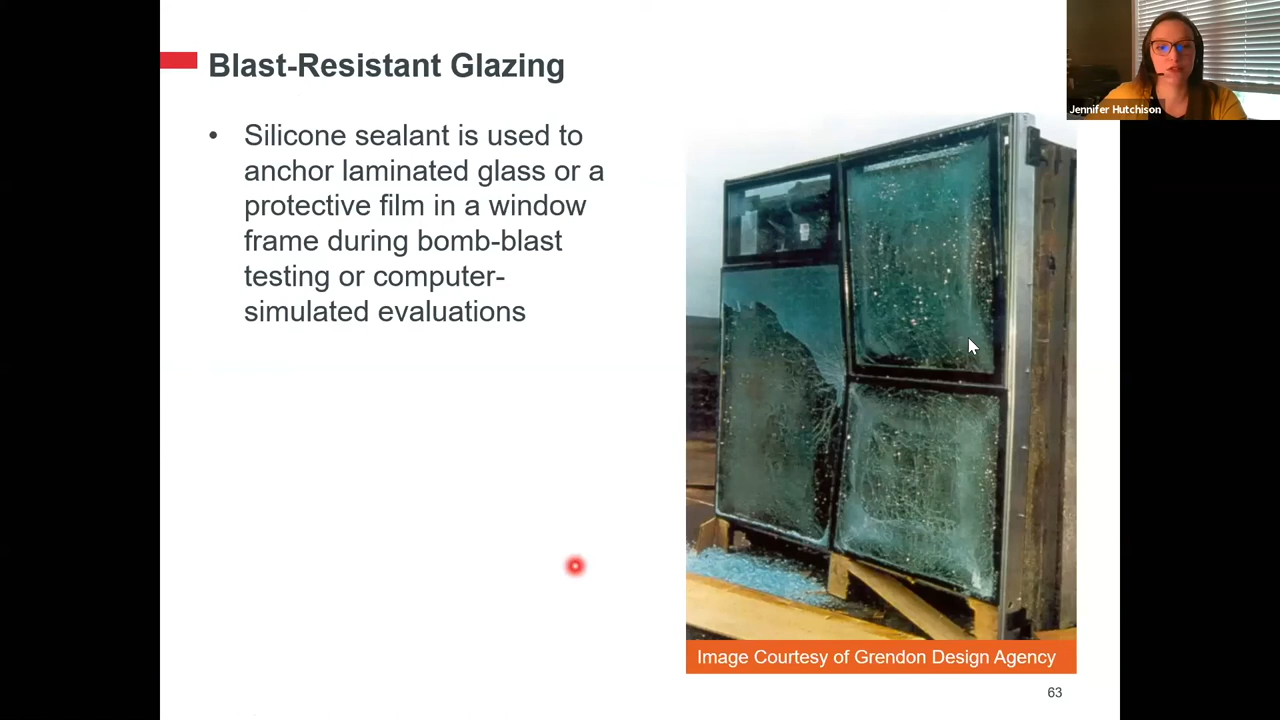 Blast-Resistant Glazing
Jennifer Hutchison
• Silicone sealant is used to
anchor laminated glass or a
protective film in a window
frame during bomb-blast
testing or computer-
simulated evaluations
Image Courtesy of Grendon Design Agency
63